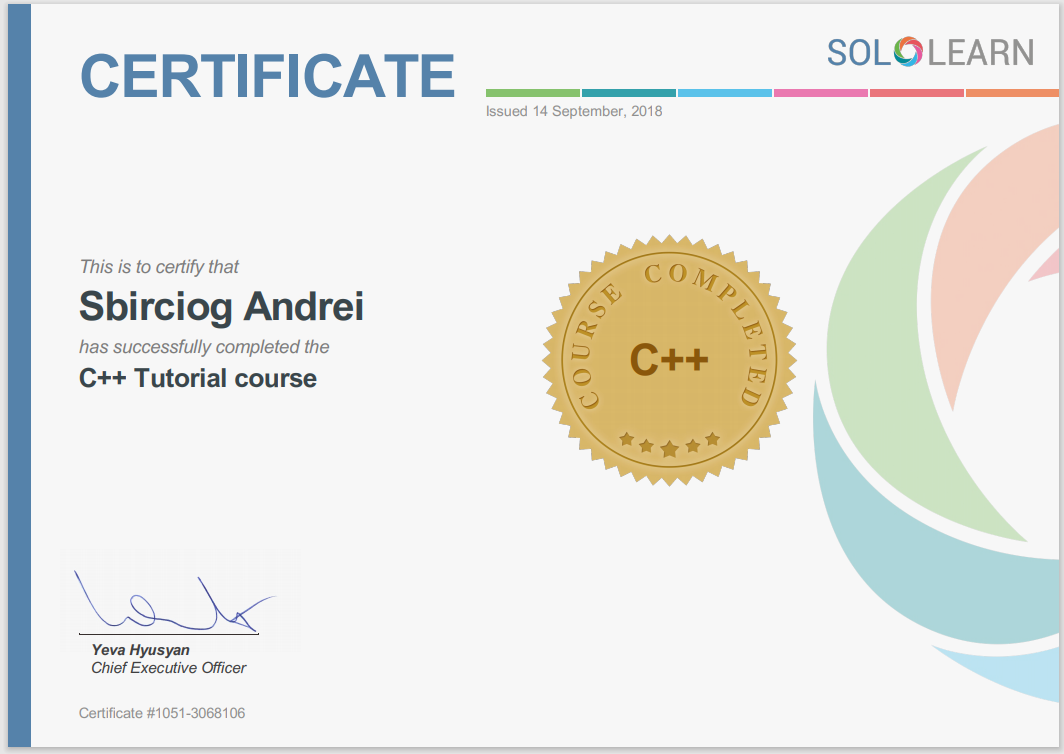 CERTIFICATE
SOLOLEARN
Issued 14 September, 2018
This is to certify that
Sbirciog Andrei
has successfully completed the
C++ Tutorial course
COURSE COMPLETED
C++
Yeva Hyusyan
Chief Executive Officer
Certificate #1051-3068106